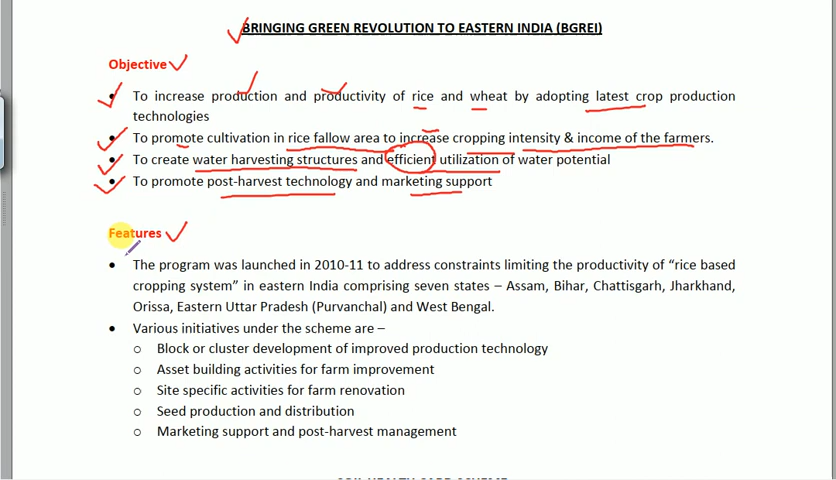 BRINGING GREEN REVOLUTION TO EASTERN INDIA (BGREI)
Objective
• To increase production and productivity of rice and wheat by adopting latest crop production
technologies
• To promote cultivation in rice fallow area to increase cropping intensity & income of the farmers.
• To create water harvesting structures and efficient utilization of water potential
• To promote post-harvest technology and marketing support
Features
• The program was launched in 2010-11 to address constraints limiting the productivity of “rice based
cropping system” in eastern India comprising seven states – Assam, Bihar, Chattisgarh, Jharkhand,
Orissa, Eastern Uttar Pradesh (Purvanchal) and West Bengal.
• Various initiatives under the scheme are –
o Block or cluster development of improved production technology
o Asset building activities for farm improvement
o Site specific activities for farm renovation
o Seed production and distribution
o Marketing support and post-harvest management